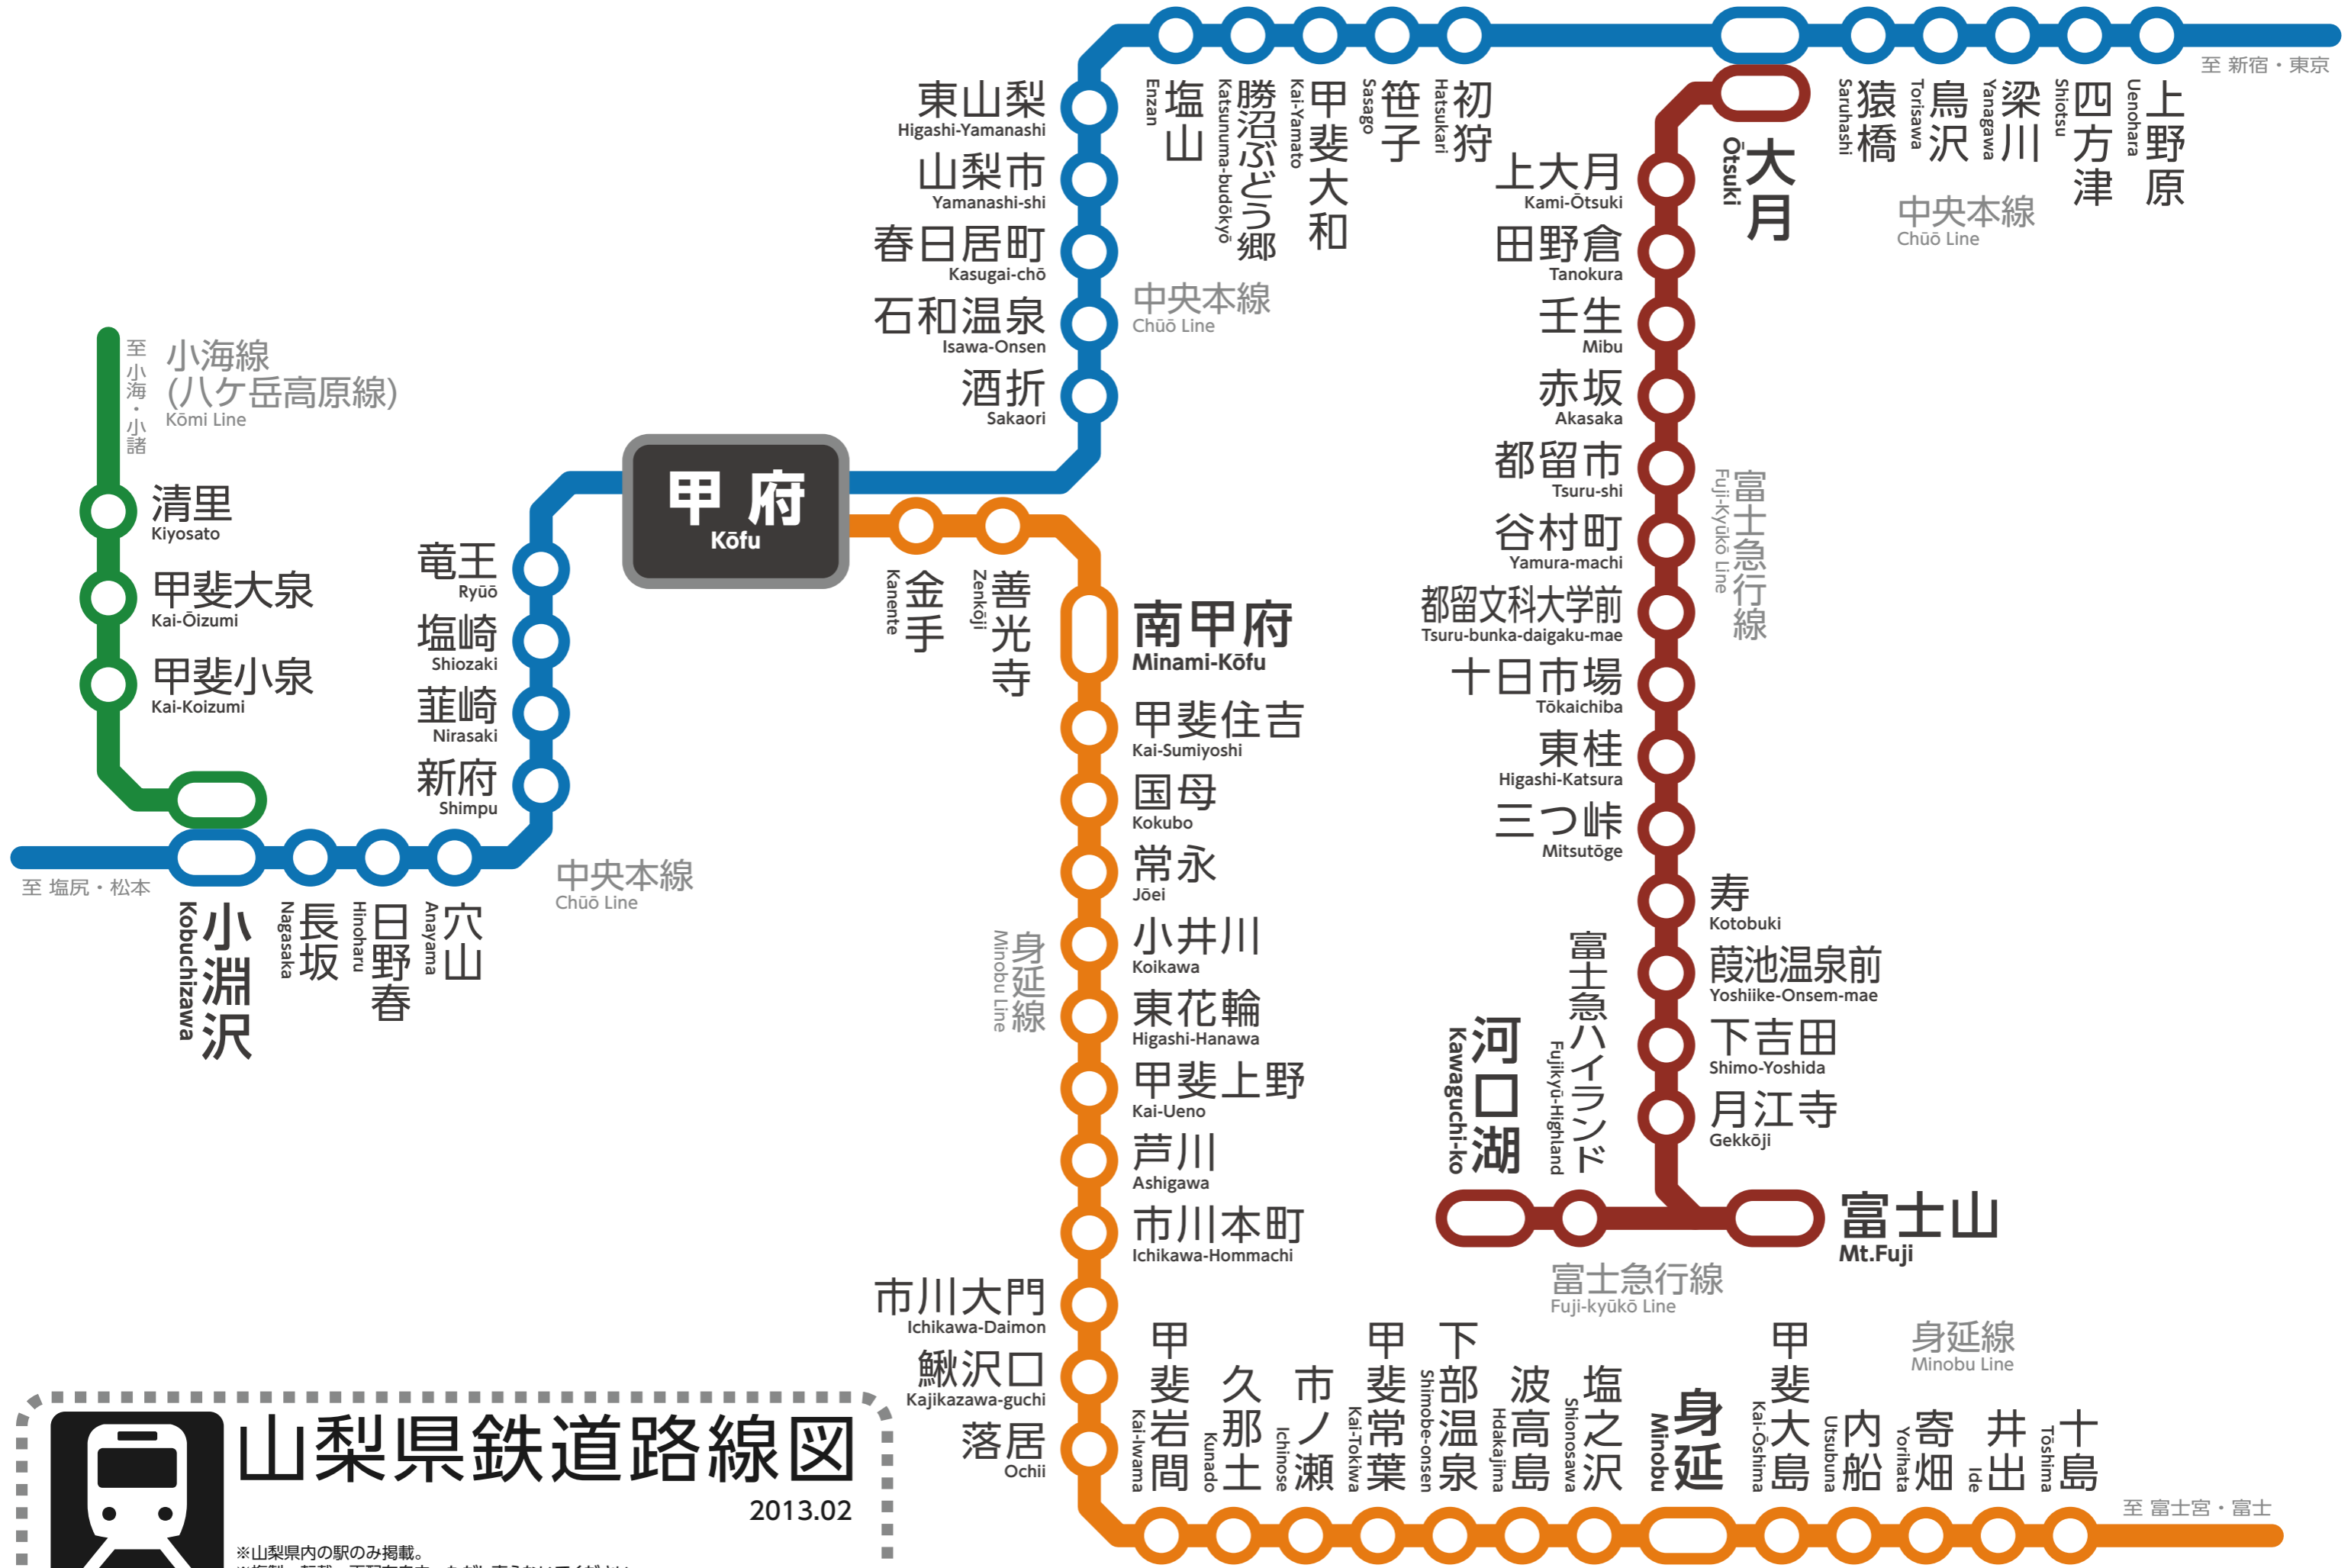 塩山
Enzan
勝沼ぶどう郷
Katsunuma-budōkyō
甲斐大和
Kai-Yamato
笹子
Sasago
初狩
Hatsukari
大月
Ōtsuki
猿橋
Saruhashi
鳥沢
Torisawa
梁川
Yanagawa
四方津
Shiotsu
上野原
Uenohara
至 新宿・東京
中央本線
Chūō Line
東山梨
Higashi-Yamanashi
山梨市
Yamanashi-shi
春日居町
Kasugai-chō
石和温泉
Isawa-Onsen
酒折
Sakaori
中央本線
Chūō Line
上大月
Kami-Ōtsuki
田野倉
Tanokura
壬生
Mibu
赤坂
Akasaka
都留市
Tsuru-shi
谷村町
Yamura-machi
都留文科大学前
Tsuru-bunka-daigaku-mae
十日市場
Tōkaichiba
東桂
Higashi-Katsura
三つ峠
Mitsutōge
富士急行線
Fuji-Kyūkō Line
寿
Kotobuki
葭池温泉前
Yoshiike-Onsem-mae
下吉田
Shimo-Yoshida
月江寺
Gekkōji
富士山
Mt.Fuji
富士急ハイランド
Fujikyū-Highland
河口湖
Kawaguchi-ko
富士急行線
Fuji-kyūkō Line
至 小海・小諸
小海線
(八ケ岳高原線)
Kōmi Line
清里
Kiyosato
甲斐大泉
Kai-Ōizumi
甲斐小泉
Kai-Koizumi
至 塩尻・松本
小淵沢
Kobuchizawa
長坂
Nagasaka
日野春
Hinoharu
穴山
Anayama
竜王
Ryūō
塩崎
Shiozaki
韮崎
Nirasaki
新府
Shimpu
中央本線
Chūō Line
甲府
Kōfu
金手
Kanente
善光寺
Zenkōji
南甲府
Minami-Kōfu
甲斐住吉
Kai-Sumiyoshi
国母
Kokubo
常永
Jōei
小井川
Koikawa
東花輪
Higashi-Hanawa
甲斐上野
Kai-Ueno
芦川
Ashigawa
市川本町
Ichikawa-Hommachi
身延線
Minobu Line
市川大門
Ichikawa-Daimon
鰍沢口
Kajikazawa-guchi
落居
Ochii
甲斐岩間
Kai-Iwama
久那土
Kunado
市ノ瀬
Ichinose
甲斐常葉
Kai-Tokiwa
下部温泉
Shimobe-onsen
波高島
Hdakajima
塩之沢
Shionosawa
身延
Minobu
甲斐大島
Kai-Ōshima
内船
Utsubuna
寄畑
Yorihata
井出
Ide
十島
Tōshima
身延線
Minobu Line
至 富士宮・富士
山梨県鉄道路線図
2013.02
※山梨県内の駅のみ掲載。